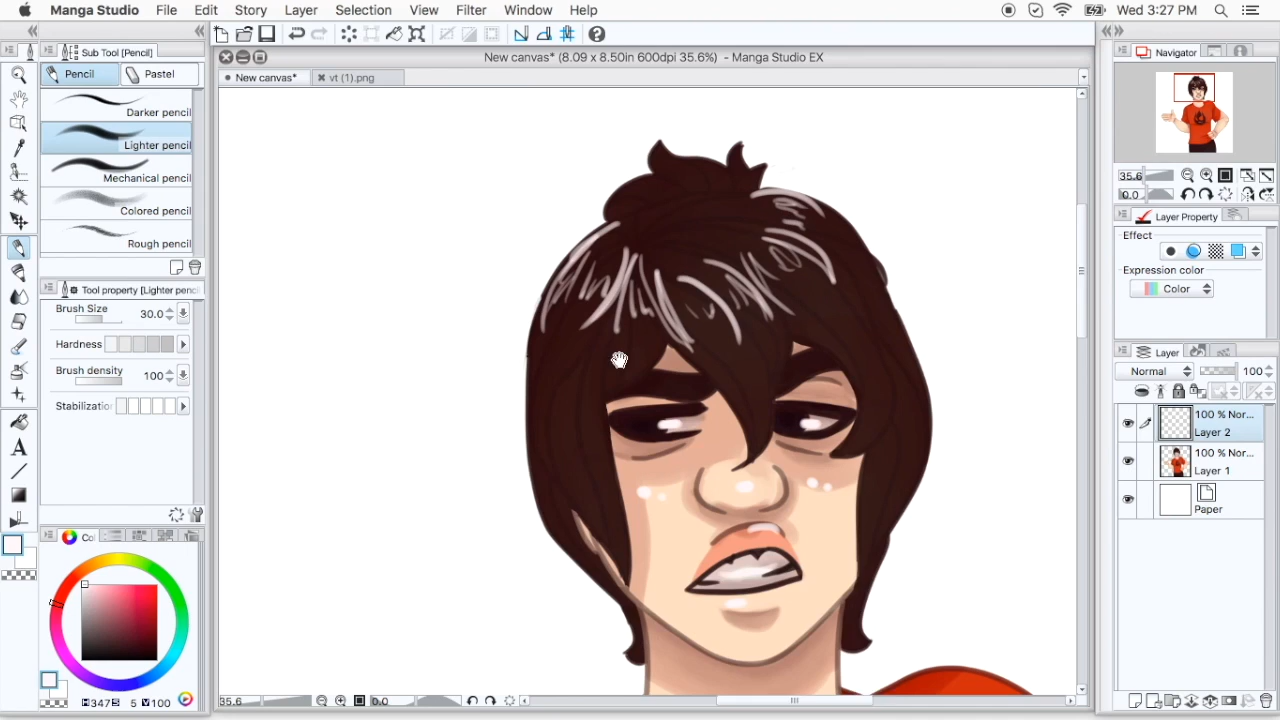 Manga Studio File Edit Story Layer Selection View Filter Window Help Wed 3:27 PM
New canvas* (8.09 x 8.50in 600dpi 35.6%) - Manga Studio EX
New canvas* vt (1).png
Sub Tool [Pencil]
Pencil Pastel
Darker pencil
Lighter pencil
Mechanical pencil
Colored pencil
Rough pencil
Tool property [Lighter pencil
Brush Size 30.0
Hardness
Brush density 100
Stabilization
Co
347 5 V 100
35.6 0.0
Navigator
35.6
0.0
Layer Property
Effect
Expression color
Color
Layer
Normal 100
100 % Nor...
Layer 2
100 % Nor...
Layer 1
Paper